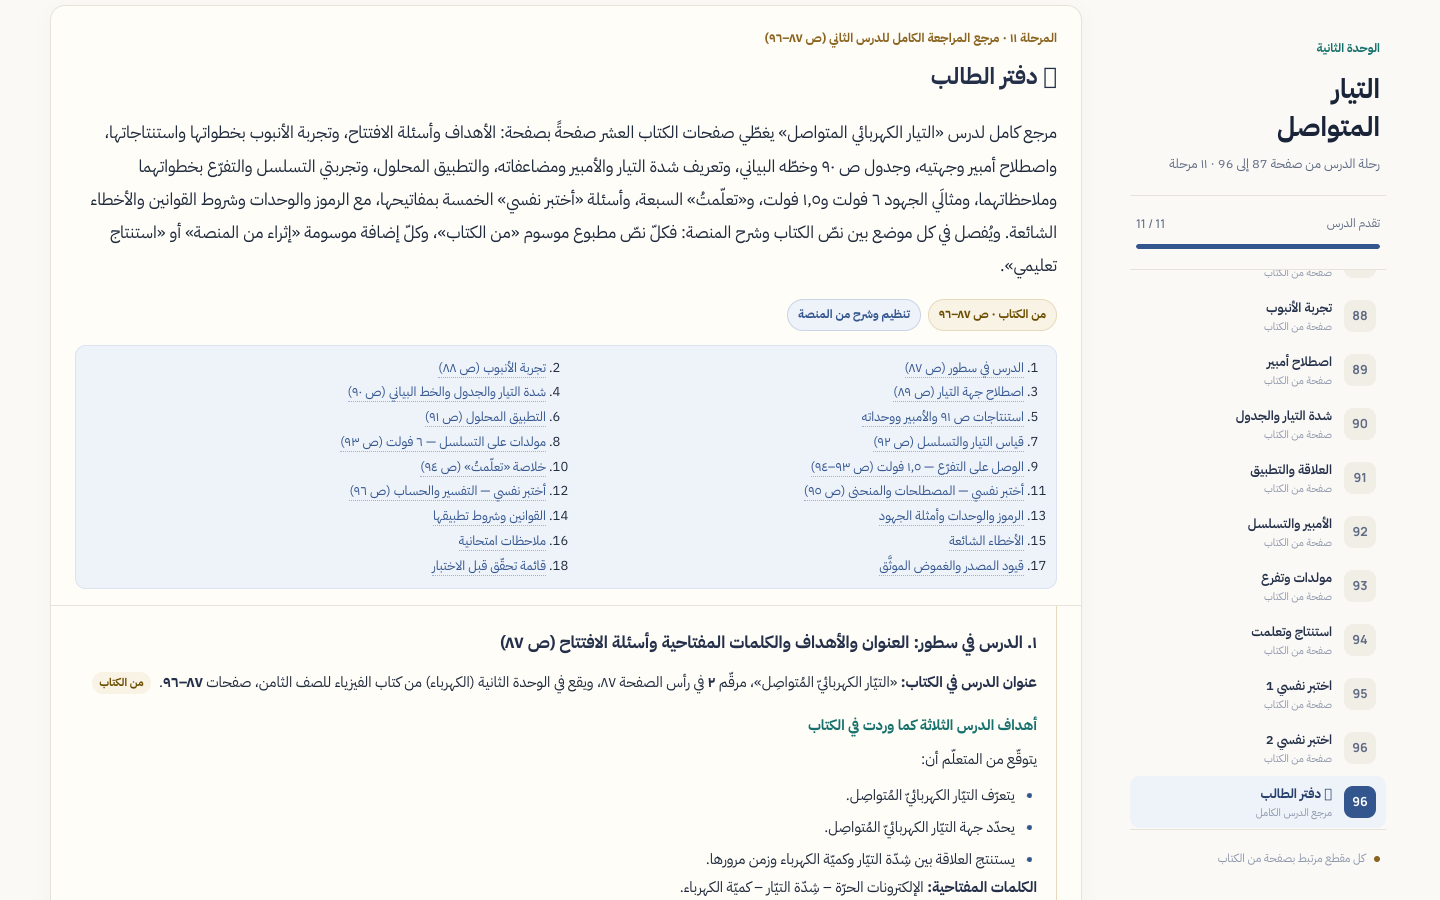 الوحدة الثانية
التيار
المتواصل
رحلة الدرس من صفحة 87 إلى 96 · ١١ مرحلة
تقدم الدرس
11 / 11
صفحة من الكتاب
88
تجربة الأنبوب
صفحة من الكتاب
89
اصطلاح أمبير
صفحة من الكتاب
90
شدة التيار والجدول
صفحة من الكتاب
91
العلاقة والتطبيق
صفحة من الكتاب
92
الأمبير والتسلسل
صفحة من الكتاب
93
مولدات وتفرع
صفحة من الكتاب
94
استنتاج وتعلمت
صفحة من الكتاب
95
اختبر نفسي 1
صفحة من الكتاب
96
اختبر نفسي 2
صفحة من الكتاب
96
دفتر الطالب
مرجع الدرس الكامل
كل مقطع مرتبط بصفحة من الكتاب
المرحلة ١١ · مرجع المراجعة الكامل للدرس الثاني (ص ٨٧–٩٦)
دفتر الطالب
مرجع كامل لدرس «التيار الكهربائي المتواصل» يغطّي صفحات الكتاب العشر صفحةً بصفحة: الأهداف وأسئلة الافتتاح، وتجربة الأنبوب بخطواتها واستنتاجاتها،
واصطلاح أمبير وجهتيه، وجدول ص ٩٠ وخطّه البياني، وتعريف شدة التيار والأمبير ومضاعفاته، والتطبيق المحلول، وتجربتي التسلسل والتفرّع بخطواتهما
وملاحظاتهما، ومثالَي الجهود ٦ فولت و١,٥ فولت، و«تعلّمتُ» السبعة، وأسئلة «أختبر نفسي» الخمسة بمفاتيحها، مع الرموز والوحدات وشروط القوانين والأخطاء
الشائعة. ويُفصل في كل موضع بين نصّ الكتاب وشرح المنصة: فكلّ نصّ مطبوع موسوم «من الكتاب»، وكلّ إضافة موسومة «إثراء من المنصة» أو «استنتاج
تعليمي».
من الكتاب · ص ٨٧–٩٦
تنظيم وشرح من المنصة
1. الدرس في سطور (ص ٨٧)
2. تجربة الأنبوب (ص ٨٨)
3. اصطلاح جهة التيار (ص ٨٩)
4. شدة التيار والجدول والخط البياني (ص ٩٠)
5. استنتاجات ص ٩١ والأمبير ووحداته
6. التطبيق المحلول (ص ٩١)
7. قياس التيار والتسلسل (ص ٩٢)
8. مولدات على التسلسل — ٦ فولت (ص ٩٣)
9. الوصل على التفرّع — ١,٥ فولت (ص ٩٣–٩٤)
10. خلاصة «تعلّمتُ» (ص ٩٤)
11. أختبر نفسي — المصطلحات والمنحنى (ص ٩٥)
12. أختبر نفسي — التفسير والحساب (ص ٩٦)
13. الرموز والوحدات وأمثلة الجهود
14. القوانين وشروط تطبيقها
15. الأخطاء الشائعة
16. ملاحظات امتحانية
17. قيود المصدر والغموض الموثَّق
18. قائمة تحقّق قبل الاختبار
١. الدرس في سطور: العنوان والأهداف والكلمات المفتاحية وأسئلة الافتتاح (ص ٨٧)
عنوان الدرس في الكتاب: «التيّار الكهربائيّ المُتواصِل»، مرقّم ٢ في رأس الصفحة ٨٧، ويقع في الوحدة الثانية (الكهرباء) من كتاب الفيزياء للصف الثامن، صفحات ٨٧–٩٦. من الكتاب
أهداف الدرس الثلاثة كما وردت في الكتاب
يتوقّع من المتعلّم أن:
• يتعرّف التيّار الكهربائيّ المُتواصِل.
• يحدّد جهة التيّار الكهربائيّ المُتواصِل.
• يستنتج العلاقة بين شِدّة التيّار وكميّة الكهرباء وزمن مرورها.
الكلمات المفتاحية: الإلكترونات الحرّة – شِدّة التيّار – كميّة الكهرباء.